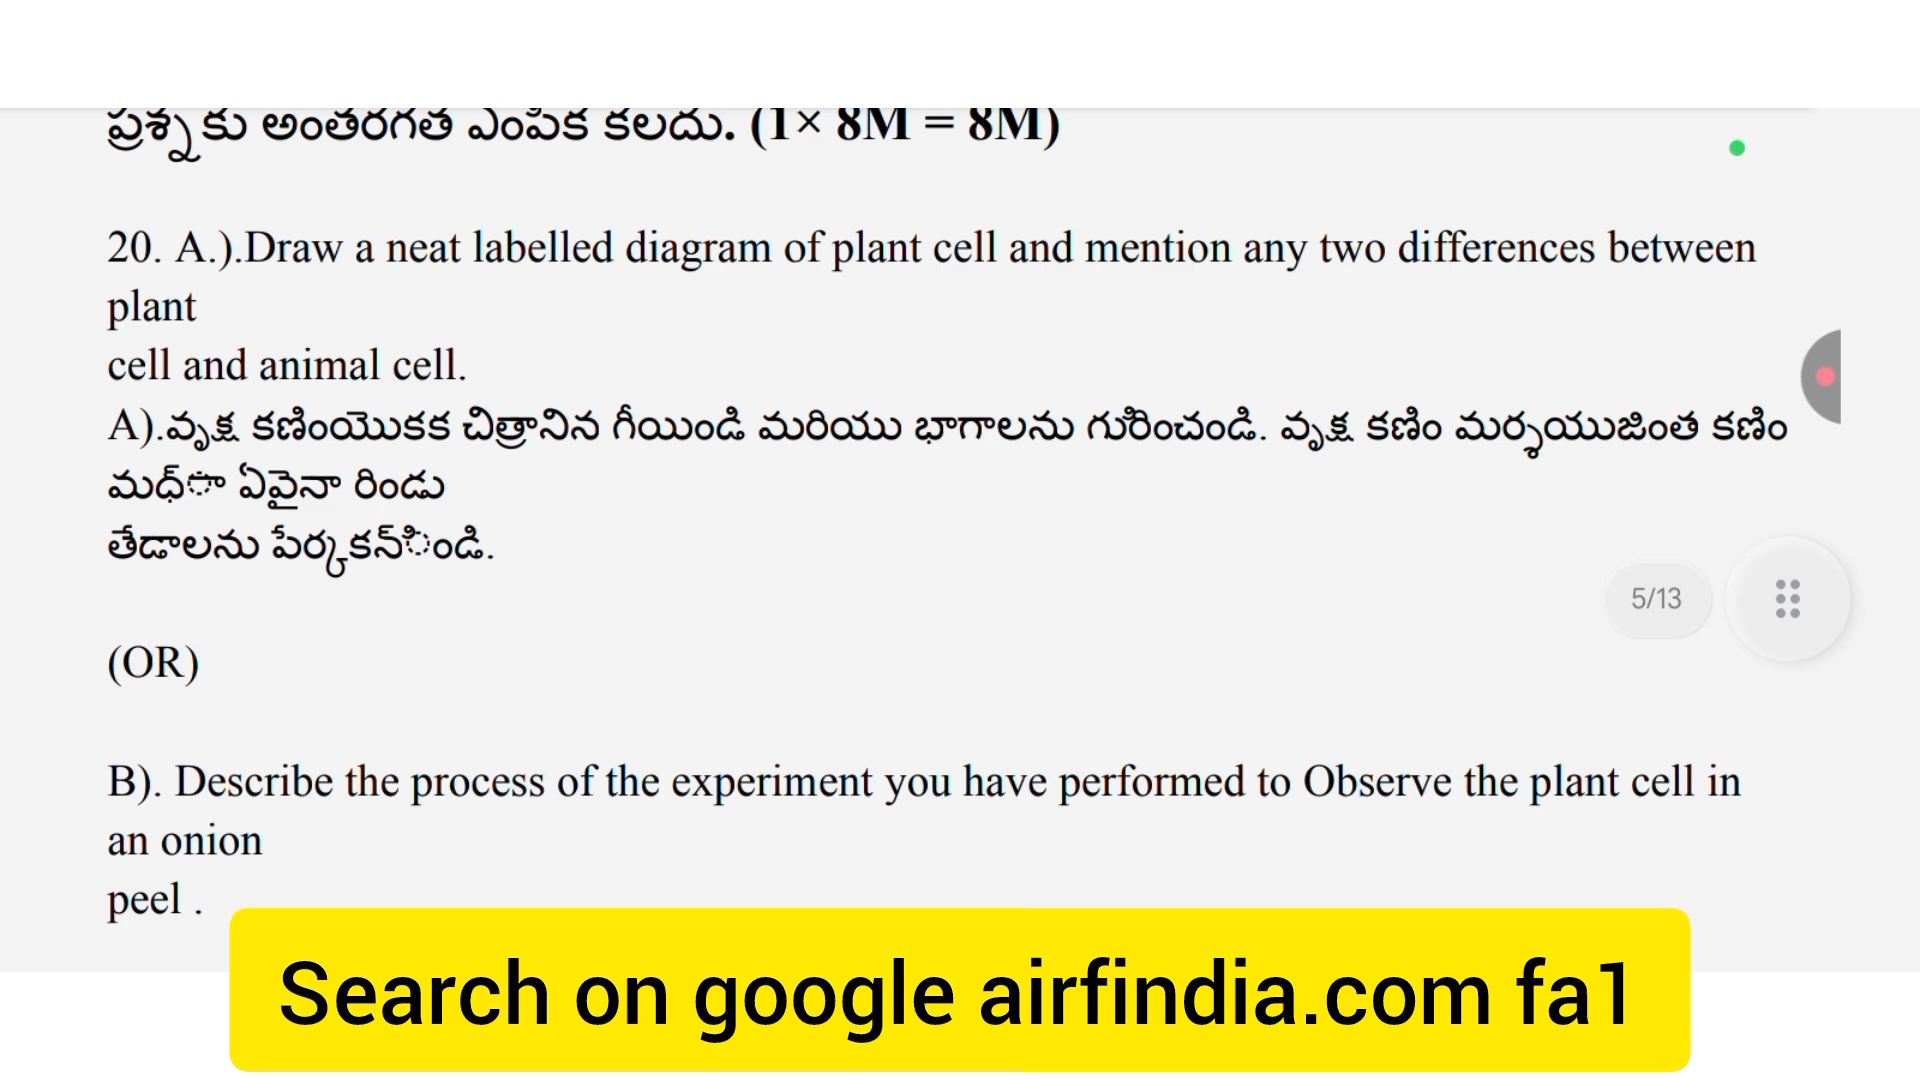 ప్రశ్నకు అంతరగత ఎంపిక కలదు. (1× 8M = 8M)
20. A.).Draw a neat labelled diagram of plant cell and mention any two differences between
plant
cell and animal cell.
A).వృక్ష కణింయొకక చిత్రానిన గీయిండి మరియు భాగాలను గురించండి. వృక్ష కణిం మర్శయుజింత కణిం
మధ్ా ఏవైనా రిండు
తేడాలను పేర్కకన్ిండి.
(OR)
5/13
B). Describe the process of the experiment you have performed to Observe the plant cell in
an onion
peel .
Search on google airfindia.com fa1